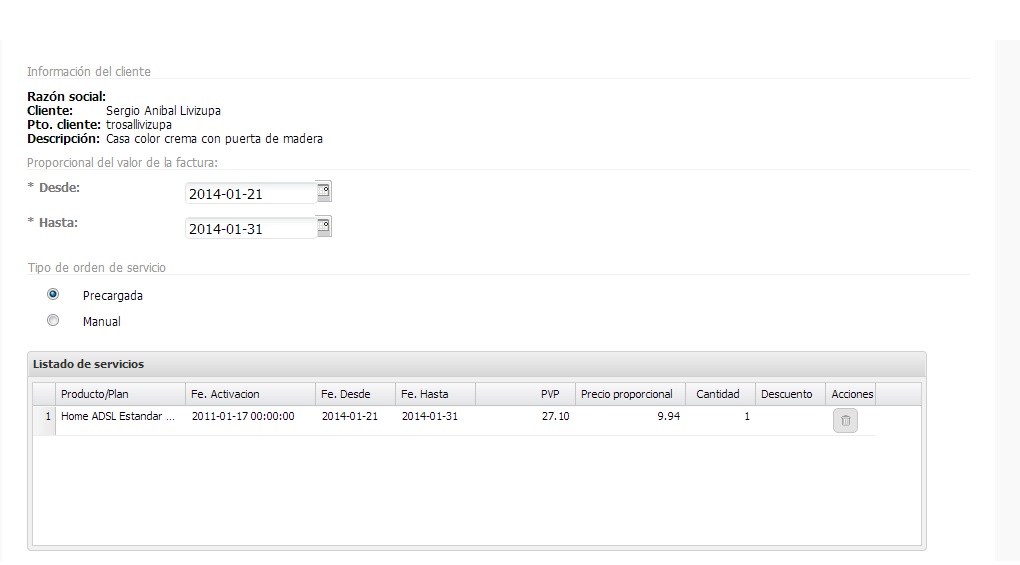 Información del cliente
Razón social:
Cliente: Sergio Anibal Livizupa
Pto. cliente: trosallivizupa
Descripción: Casa color crema con puerta de madera
Proporcional del valor de la factura:
* Desde: 2014-01-21
* Hasta: 2014-01-31
Tipo de orden de servicio
Precargada
Manual
Listado de servicios
Producto/Plan Fe. Activacion Fe. Desde Fe. Hasta PVP Precio proporcional Cantidad Descuento Acciones
1 Home ADSL Estandar ... 2011-01-17 00:00:00 2014-01-21 2014-01-31 27.10 9.94 1